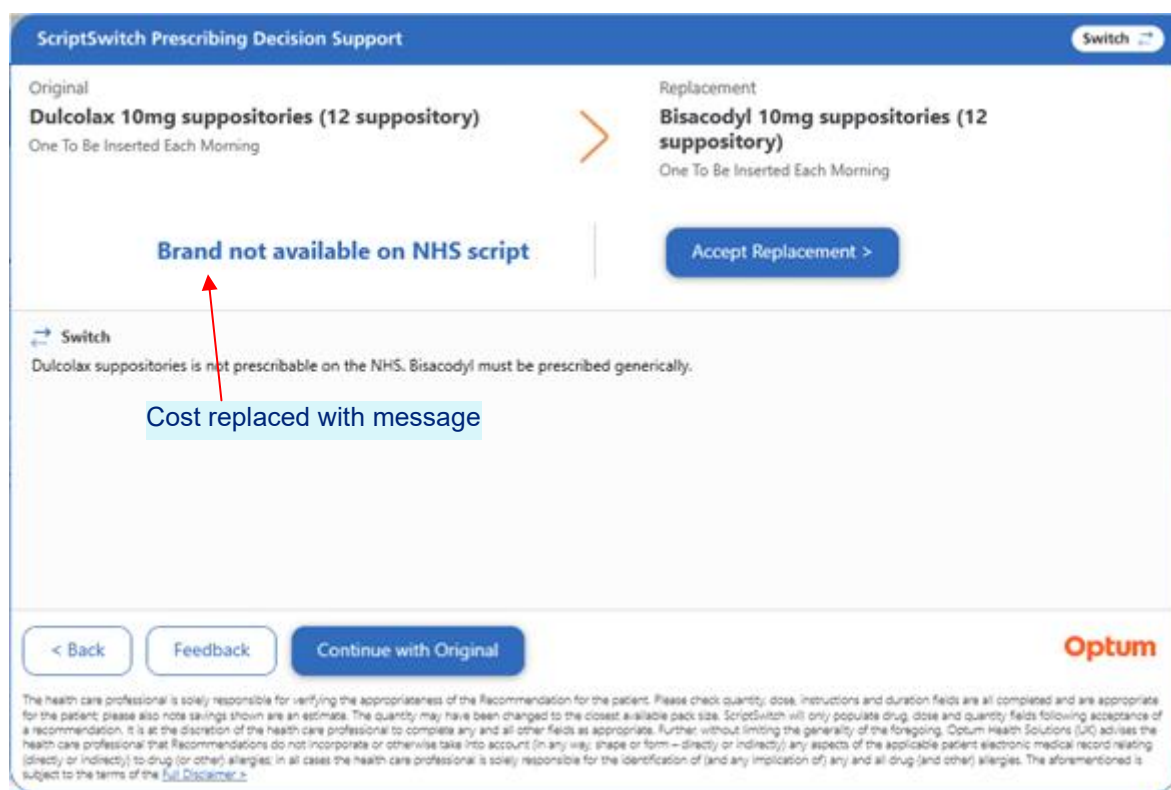 ScriptSwitch Prescribing Decision Support
Switch
Original
Dulcolax 10mg suppositories (12 suppository)
One To Be Inserted Each Morning
Replacement
Bisacodyl 10mg suppositories (12
suppository)
One To Be Inserted Each Morning
Brand not available on NHS script
Accept Replacement >
Switch
Dulcolax suppositories is not prescribable on the NHS. Bisacodyl must be prescribed generically.
Cost replaced with message
< Back
Feedback
Continue with Original
Optum
The health care professional is solely responsible for verifying the appropriateness of the Recommendation for the patient. Please check quantity, dose, instructions and duration fields are all completed and are appropriate
for the patient; please also note savings shown are an estimate. The quantity may have been changed to the closest available pack size. ScriptSwitch will only populate drug, dose and quantity fields following acceptance of
a recommendation. It is at the discretion of the health care professional to complete any and all other fields as appropriate. Further, without limiting the generality of the foregoing, Optum Health Solutions (UK) advises the
health care professional that Recommendations do not incorporate or otherwise take into account (in any way, shape or form – directly or indirectly) any aspects of the applicable patient electronic medical record relating
(directly or indirectly) to drug (or other) allergies; in all cases the health care professional is solely responsible for the identification of (and any implication of) any and all drug (and other) allergies. The aforementioned is
subject to the terms of the Full Disclaimer >